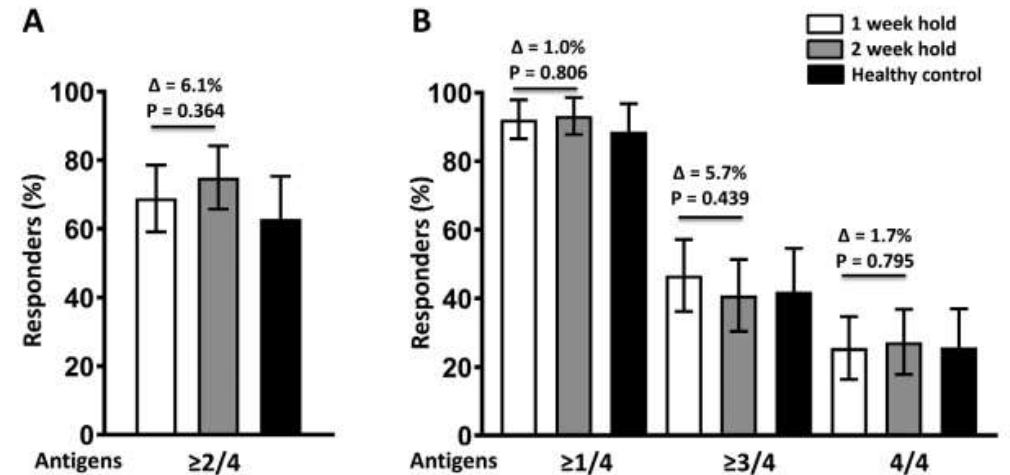 A
Δ = 6.1%
P = 0.364
Responders (%)
100
80
60
40
20
0
Antigens ≥2/4
B
1 week hold
2 week hold
Healthy control
Δ = 1.0%
P = 0.806
Δ = 5.7%
P = 0.439
Δ = 1.7%
P = 0.795
Responders (%)
100
80
60
40
20
0
Antigens ≥1/4 ≥3/4 4/4